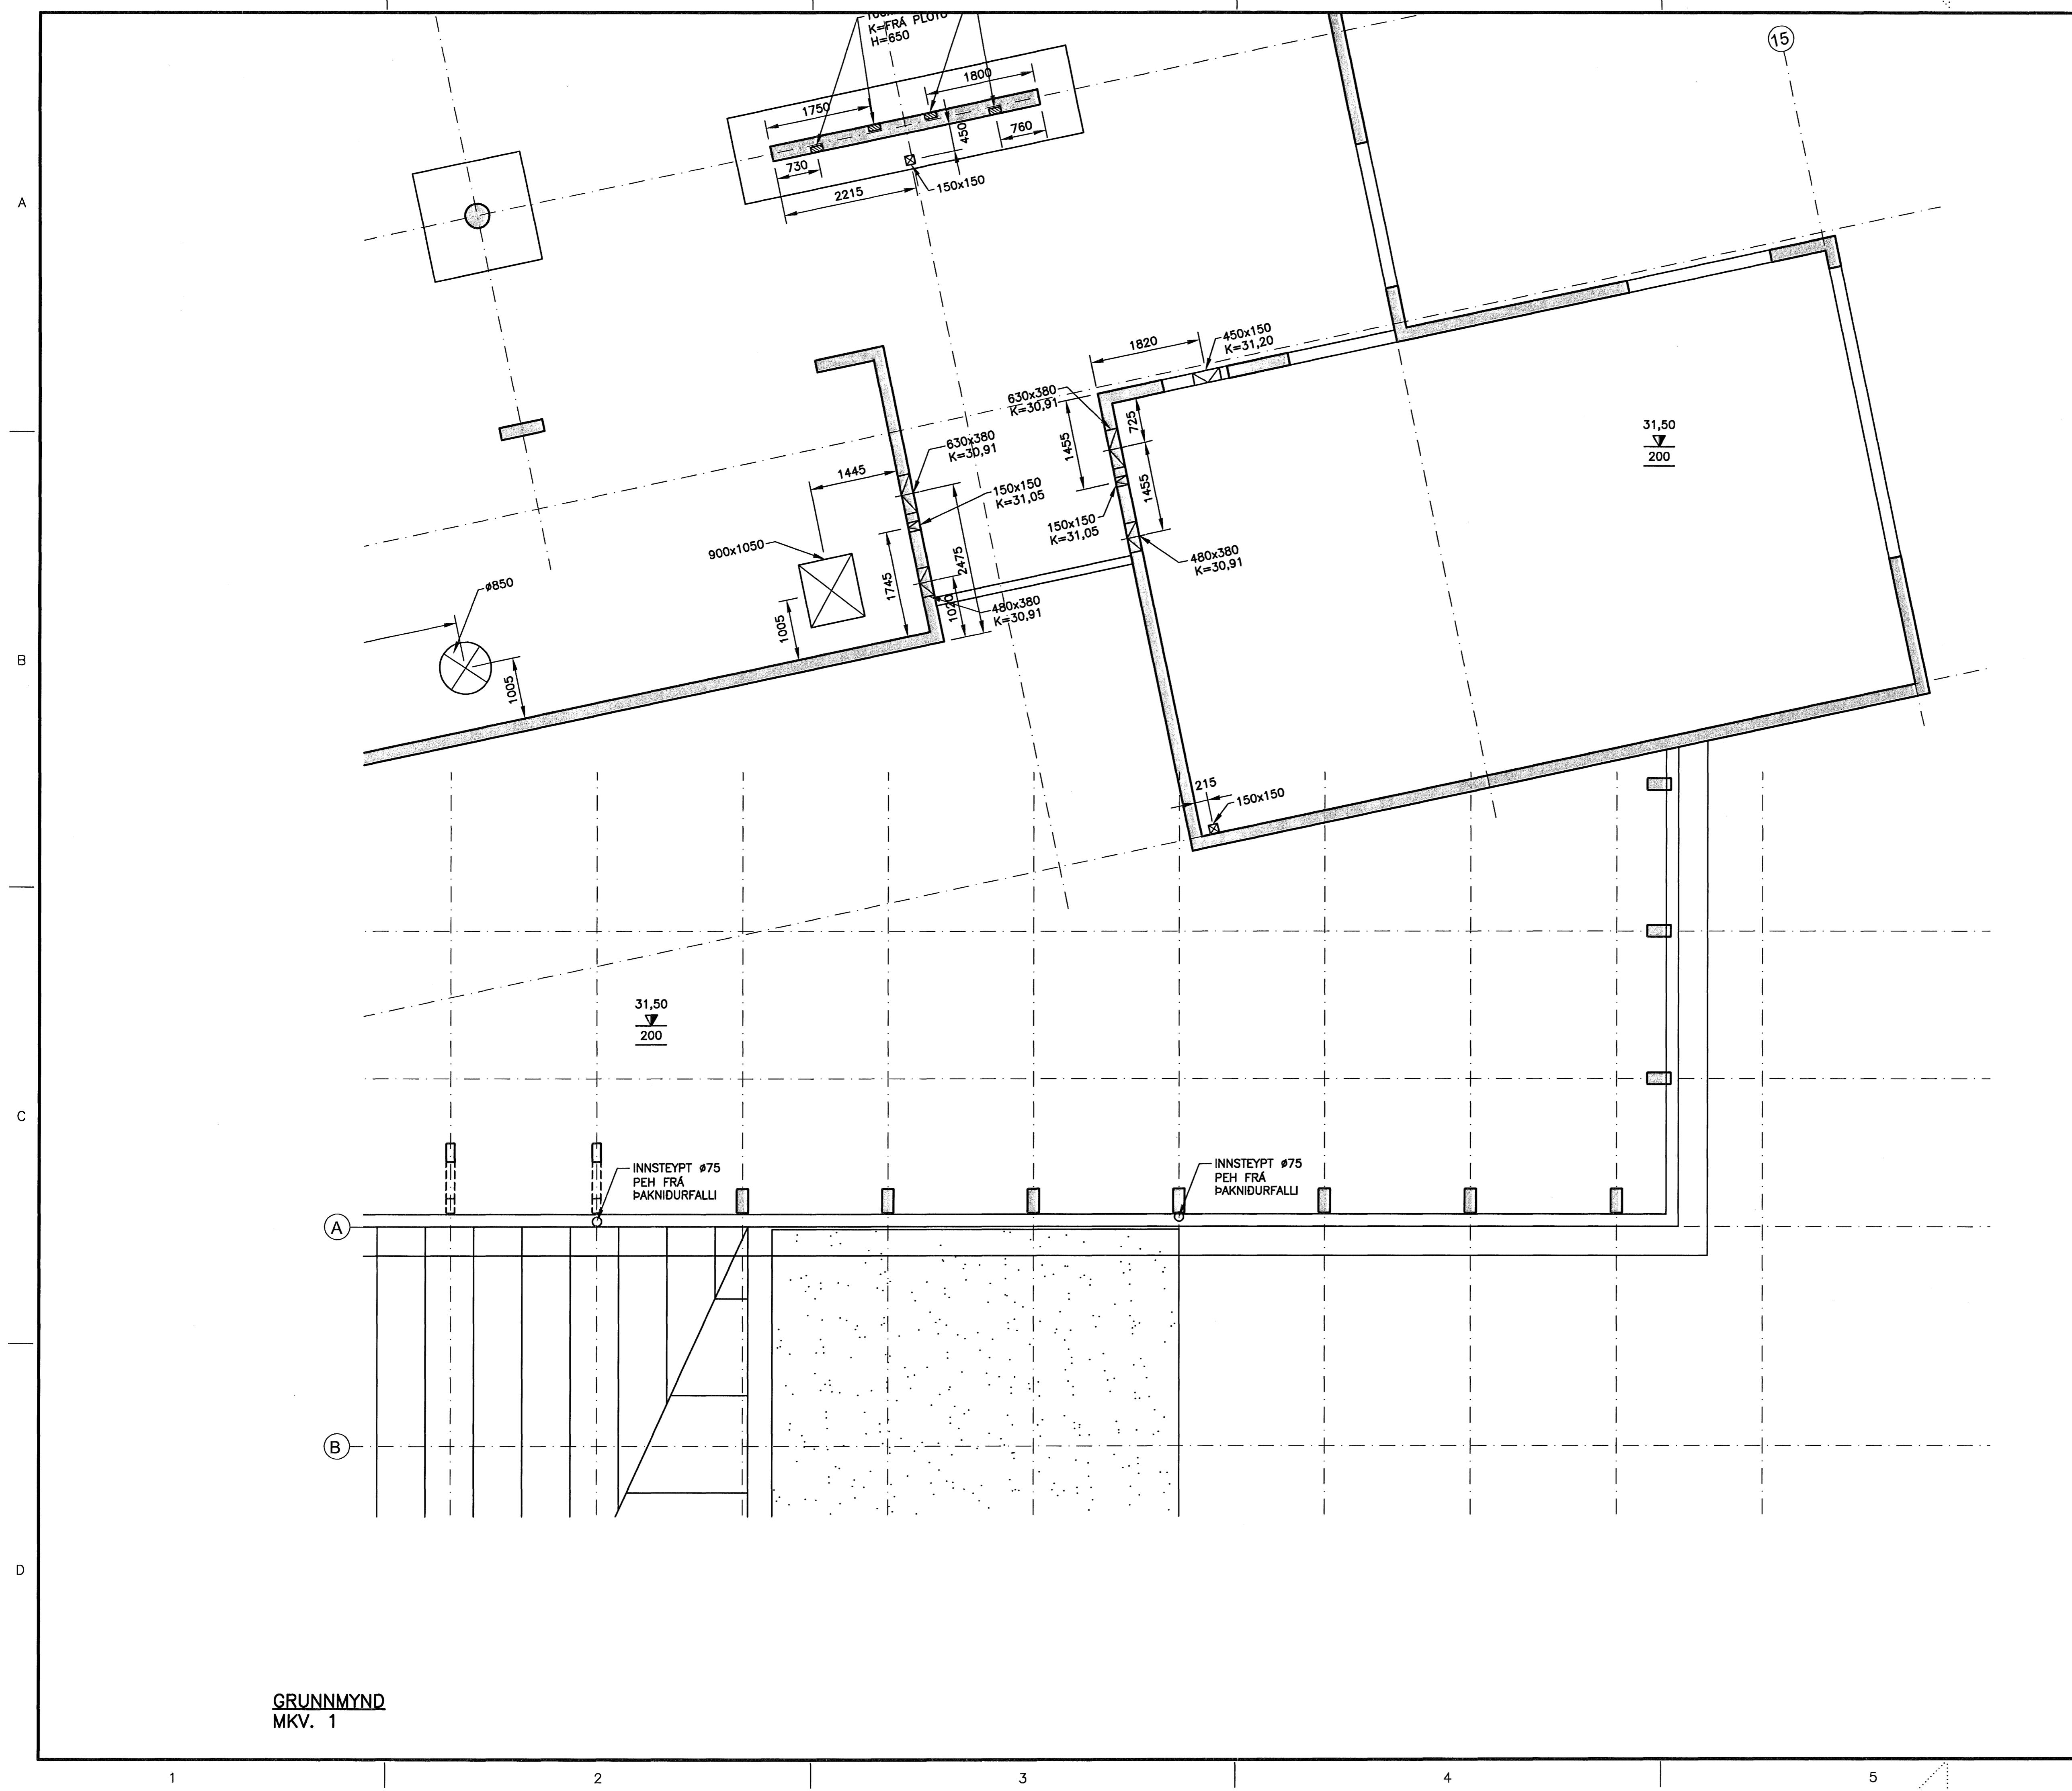 K=FRÁ PLÖTU
H=650
15
1800
1750
450
760
730
2215
150x150
A
1820
450x150
K=31,20
630x380
K=30,91
725
1455
1455
630x380
K=30,91
1445
150x150
K=31,05
150x150
K=31,05
480x380
K=30,91
900x1050
2475
1745
1020
480x380
K=30,91
1005
31,50
200
ø850
1005
B
215
150x150
31,50
200
C
INNSTEYPT ø75
PEH FRÁ
ÞAKNIÐURFALLI
INNSTEYPT ø75
PEH FRÁ
ÞAKNIÐURFALLI
A
B
D
GRUNNMYND
MKV. 1
1
2
3
4
5